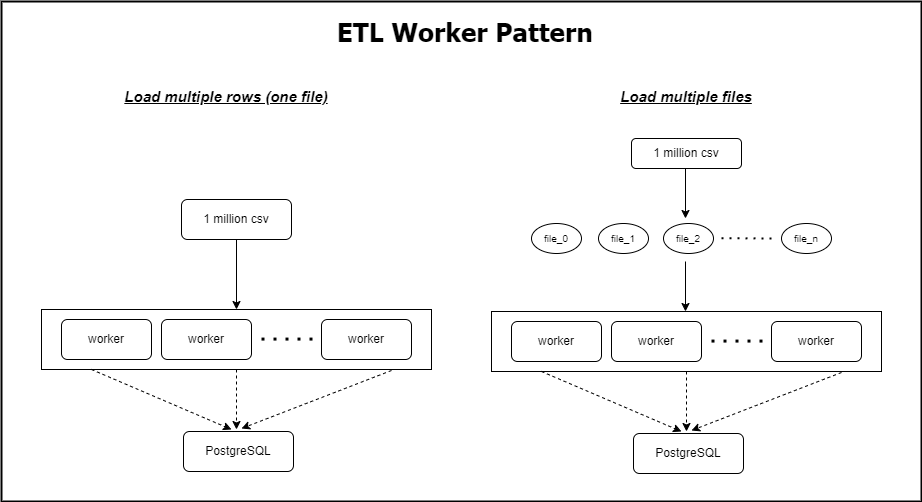 ETL Worker Pattern
Load multiple rows (one file)
1 million csv
worker
worker
worker
PostgreSQL
Load multiple files
1 million csv
file_0
file_1
file_2
file_n
worker
worker
worker
PostgreSQL